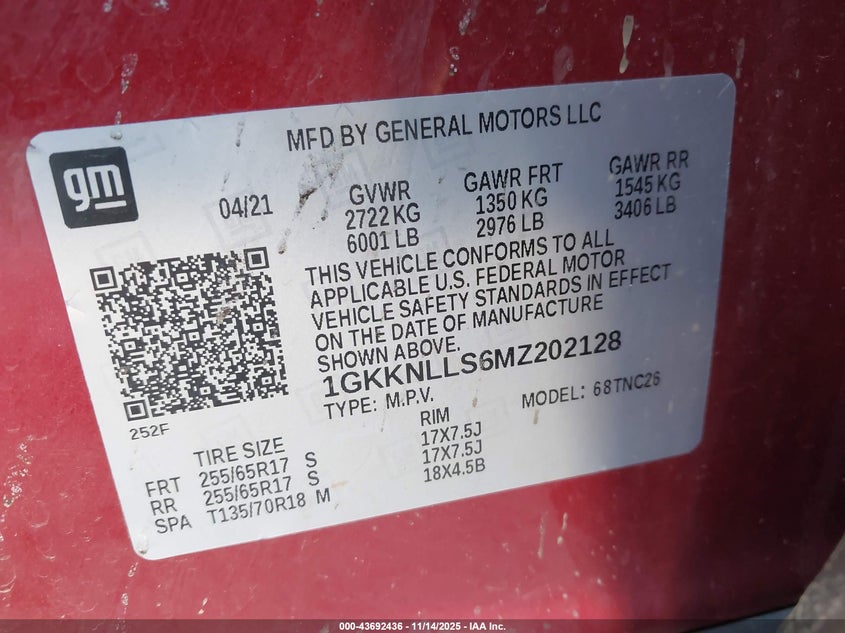 MFD BY GENERAL MOTORS LLC
gm
04/21
GVWR
2722 KG
6001 LB
GAWR FRT
1350 KG
2976 LB
GAWR RR
1545 KG
3406 LB
THIS VEHICLE CONFORMS TO ALL
APPLICABLE U.S. FEDERAL MOTOR
VEHICLE SAFETY STANDARDS IN EFFECT
ON THE DATE OF MANUFACTURE
SHOWN ABOVE.
1GKKNLLS6MZ202128
TYPE: M.P.V. MODEL: 68TNC26
252F
TIRE SIZE RIM
FRT 255/65R17 S 17X7.5J
RR 255/65R17 S 17X7.5J
SPA T135/70R18 M 18X4.5B
000-43692436 - 11/14/2025 - IAA Inc.